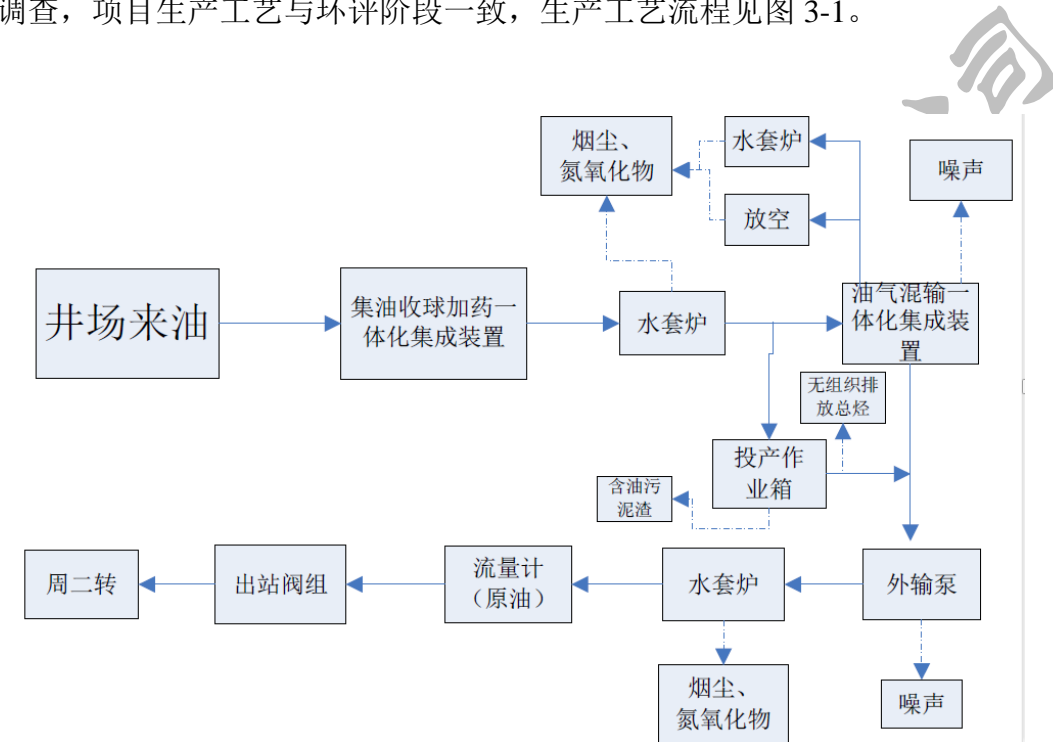 调查，项目生产工艺与环评阶段一致，生产工艺流程见图 3-1。
烟尘、
氮氧化物
水套炉
噪声
放空
井场来油
集油收球加药一
体化集成装置
水套炉
油气混输一
体化集成装
置
无组织排
放总烃
投产作
业箱
含油污
泥渣
周二转
出站阀组
流量计
（原油）
水套炉
外输泵
烟尘、
氮氧化物
噪声